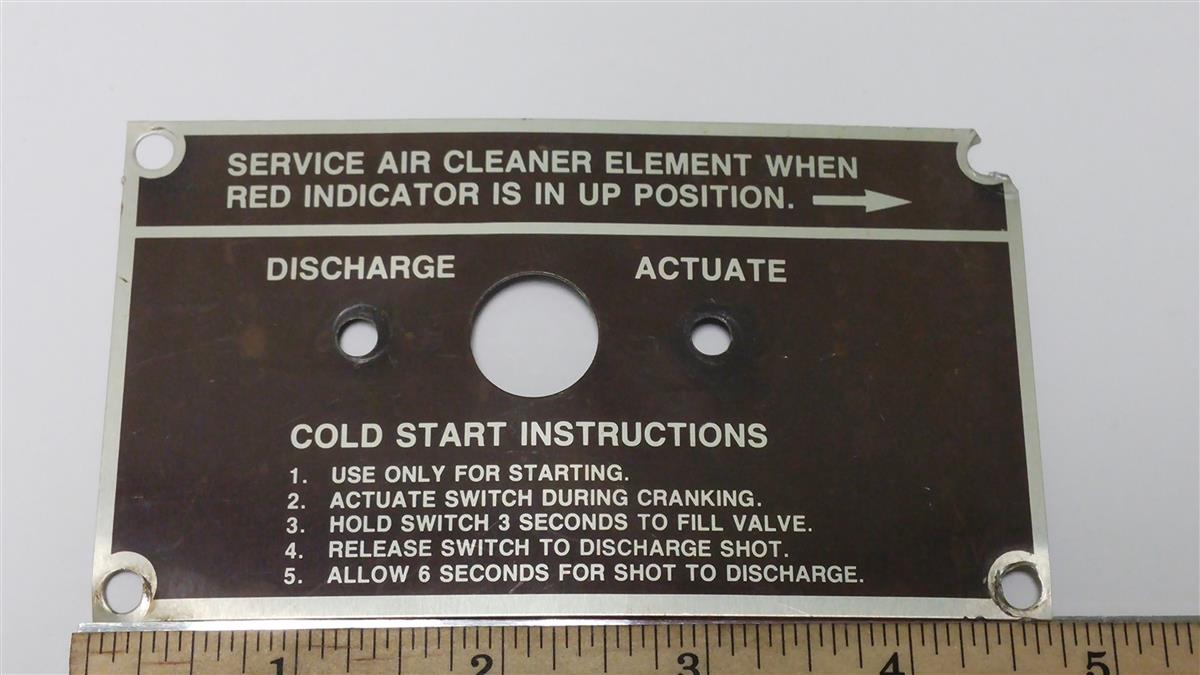 SERVICE AIR CLEANER ELEMENT WHEN
RED INDICATOR IS IN UP POSITION.
DISCHARGE
ACTUATE
COLD START INSTRUCTIONS
1. USE ONLY FOR STARTING.
2. ACTUATE SWITCH DURING CRANKING.
3. HOLD SWITCH 3 SECONDS TO FILL VALVE.
4. RELEASE SWITCH TO DISCHARGE SHOT.
5. ALLOW 6 SECONDS FOR SHOT TO DISCHARGE.
1 2 3 4 5